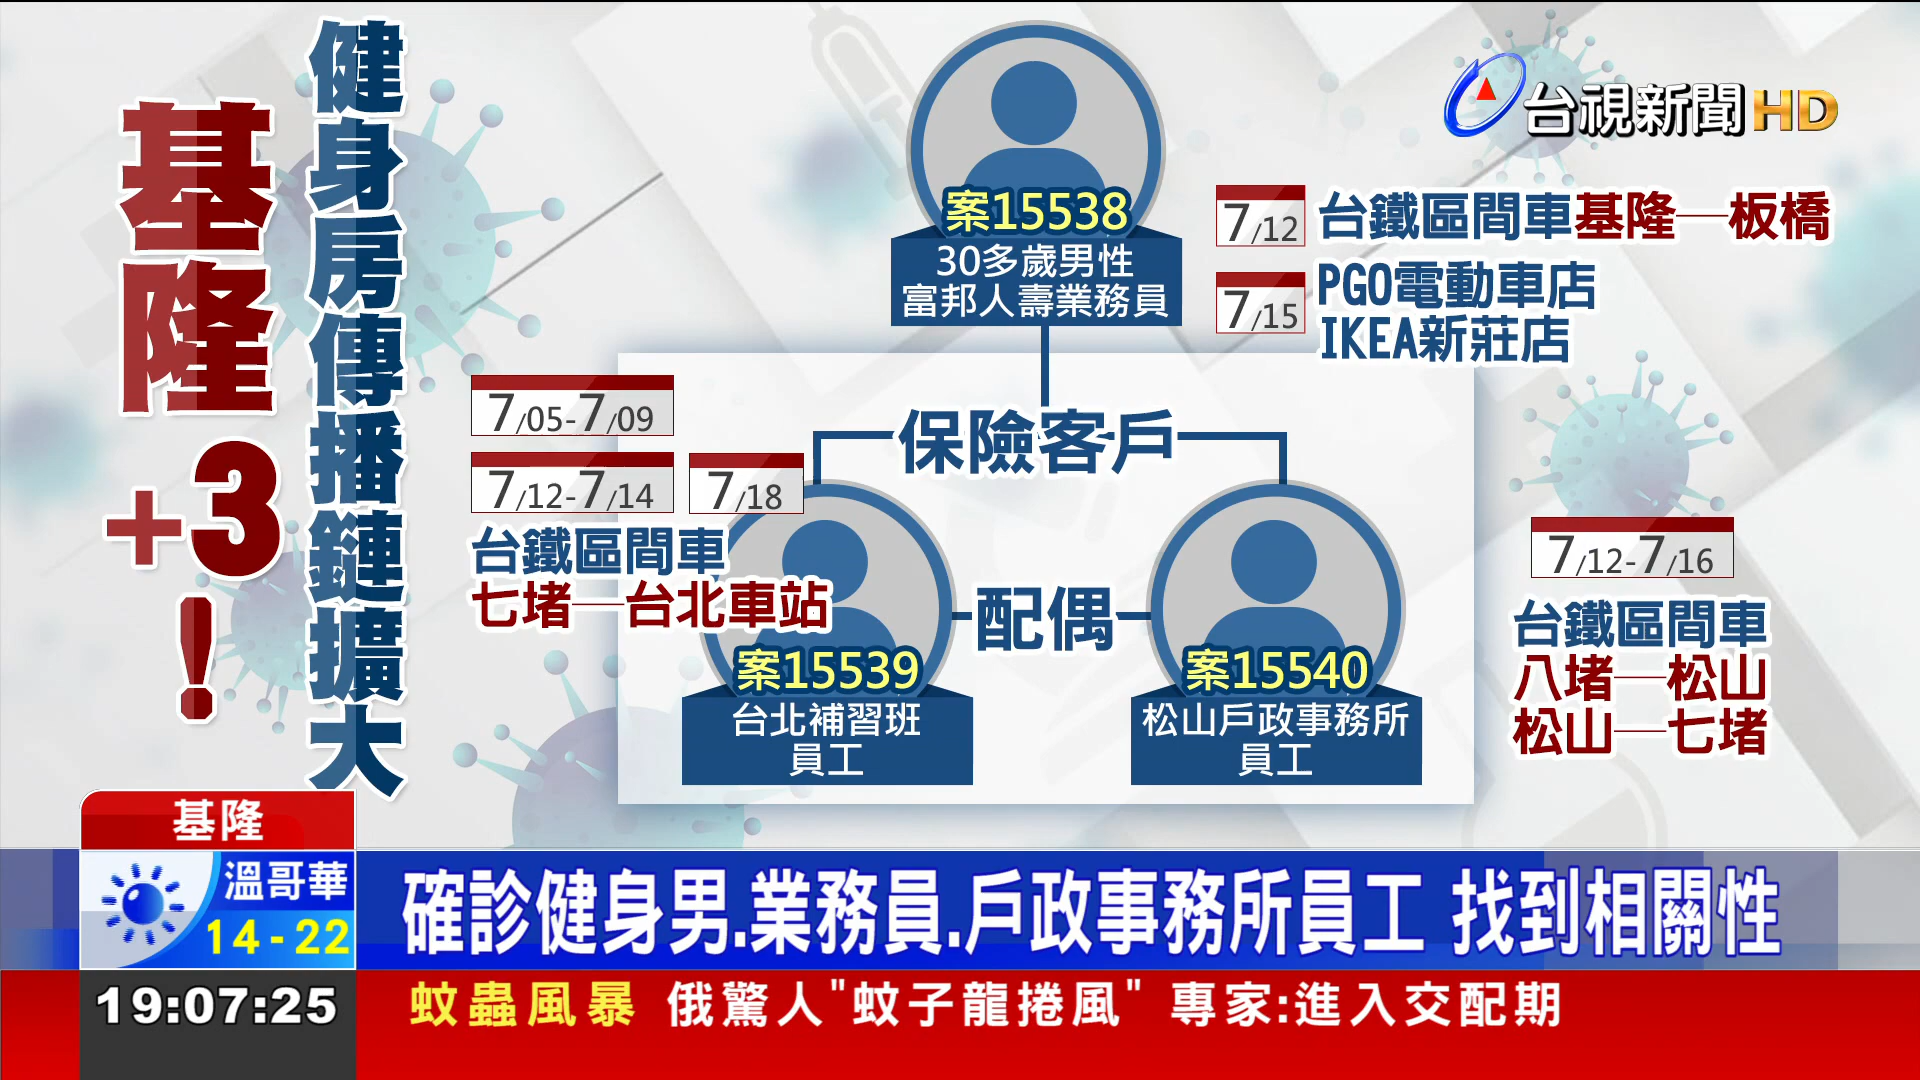 健身房傳播鏈擴大
基隆+3!
台視新聞HD
案15538
30多歲男性
富邦人壽業務員
7/12
台鐵區間車基隆—板橋
7/15
PGO電動車店
IKEA新莊店
保險客戶
7/05-7/09
7/12-7/14
7/18
台鐵區間車
七堵—台北車站
案15539
台北補習班
員工
配偶
案15540
松山戶政事務所
員工
7/12-7/16
台鐵區間車
八堵—松山
松山—七堵
基隆
溫哥華
14-22
確診健身男.業務員.戶政事務所員工 找到相關性
19:07:25
蚊蟲風暴 俄驚人"蚊子龍捲風" 專家:進入交配期